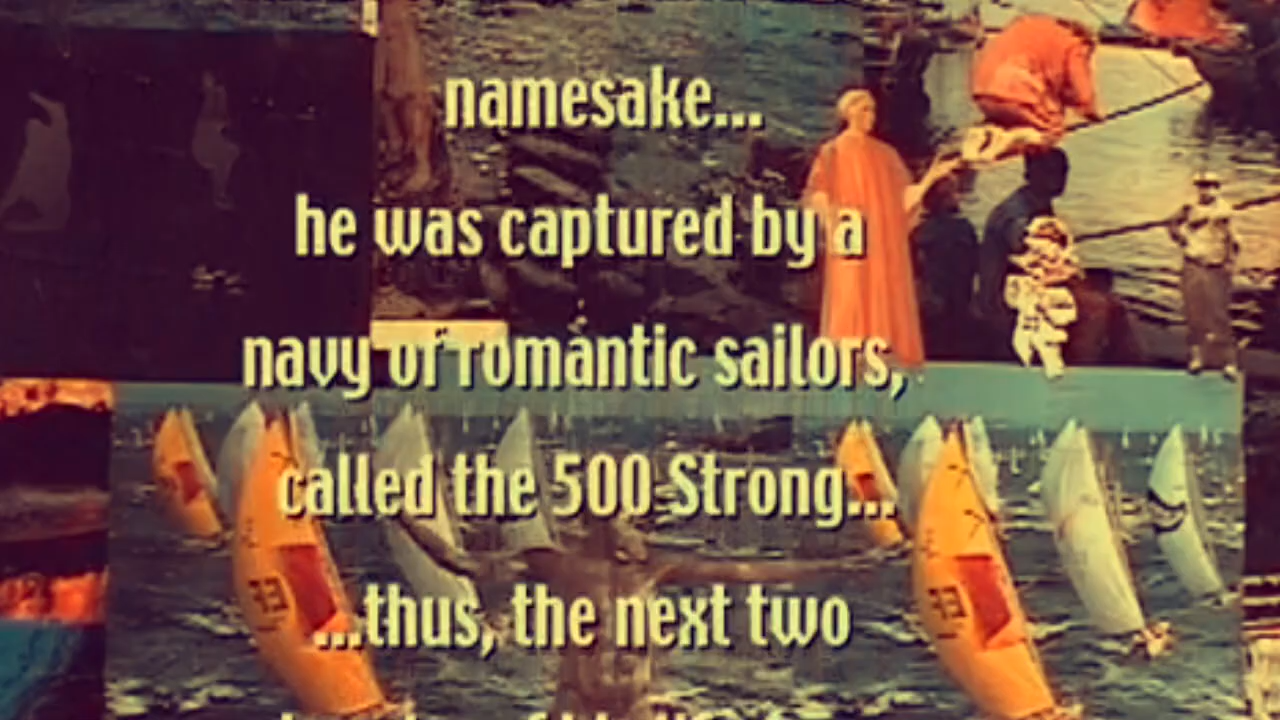 namesake...
he was captured by a
navy of romantic sailors,
called the 500-Strong...
...thus, the next two